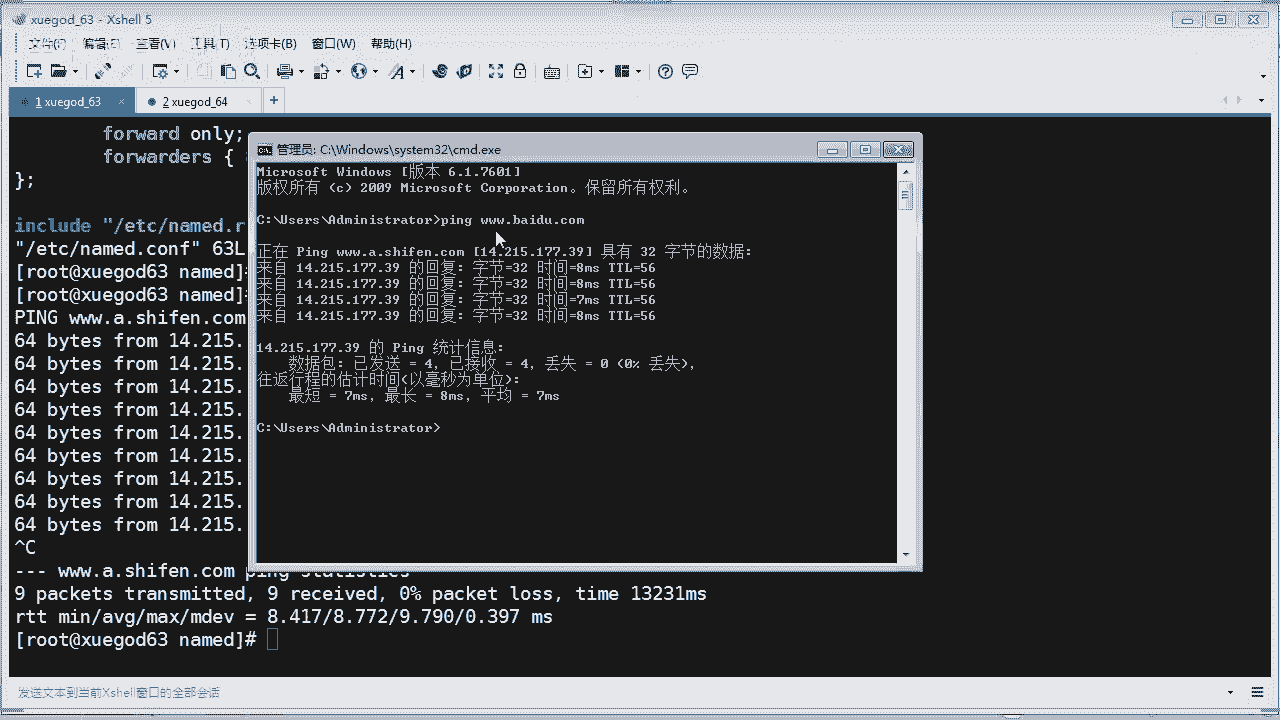 xuegod_63 - Xshell 5
文件(F) 编辑(E) 查看(V) 工具(T) 选项卡(B) 窗口(W) 帮助(H)
1 xuegod_63 × 2 xuegod_64 +
forward only;
forwarders {
};
include "/etc/named.r
"/etc/named.conf" 63L
[root@xuegod63 named]
[root@xuegod63 named]
PING www.a.shifen.com
64 bytes from 14.215.
64 bytes from 14.215.
64 bytes from 14.215.
64 bytes from 14.215.
64 bytes from 14.215.
64 bytes from 14.215.
64 bytes from 14.215.
64 bytes from 14.215.
64 bytes from 14.215.
^C
--- www.a.shifen.com ping statistics
9 packets transmitted, 9 received, 0% packet loss, time 13231ms
rtt min/avg/max/mdev = 8.417/8.772/9.790/0.397 ms
[root@xuegod63 named]#
管理员: C:\Windows\system32\cmd.exe
Microsoft Windows [版本 6.1.7601]
版权所有 (c) 2009 Microsoft Corporation。保留所有权利。
C:\Users\Administrator>ping www.baidu.com
正在 Ping www.a.shifen.com [14.215.177.39] 具有 32 字节的数据:
来自 14.215.177.39 的回复: 字节=32 时间=8ms TTL=56
来自 14.215.177.39 的回复: 字节=32 时间=8ms TTL=56
来自 14.215.177.39 的回复: 字节=32 时间=7ms TTL=56
来自 14.215.177.39 的回复: 字节=32 时间=8ms TTL=56
14.215.177.39 的 Ping 统计信息:
数据包: 已发送 = 4, 已接收 = 4, 丢失 = 0 (0% 丢失),
往返行程的估计时间(以毫秒为单位):
最短 = 7ms, 最长 = 8ms, 平均 = 7ms
C:\Users\Administrator>
发送文本到当前Xshell窗口的全部会话